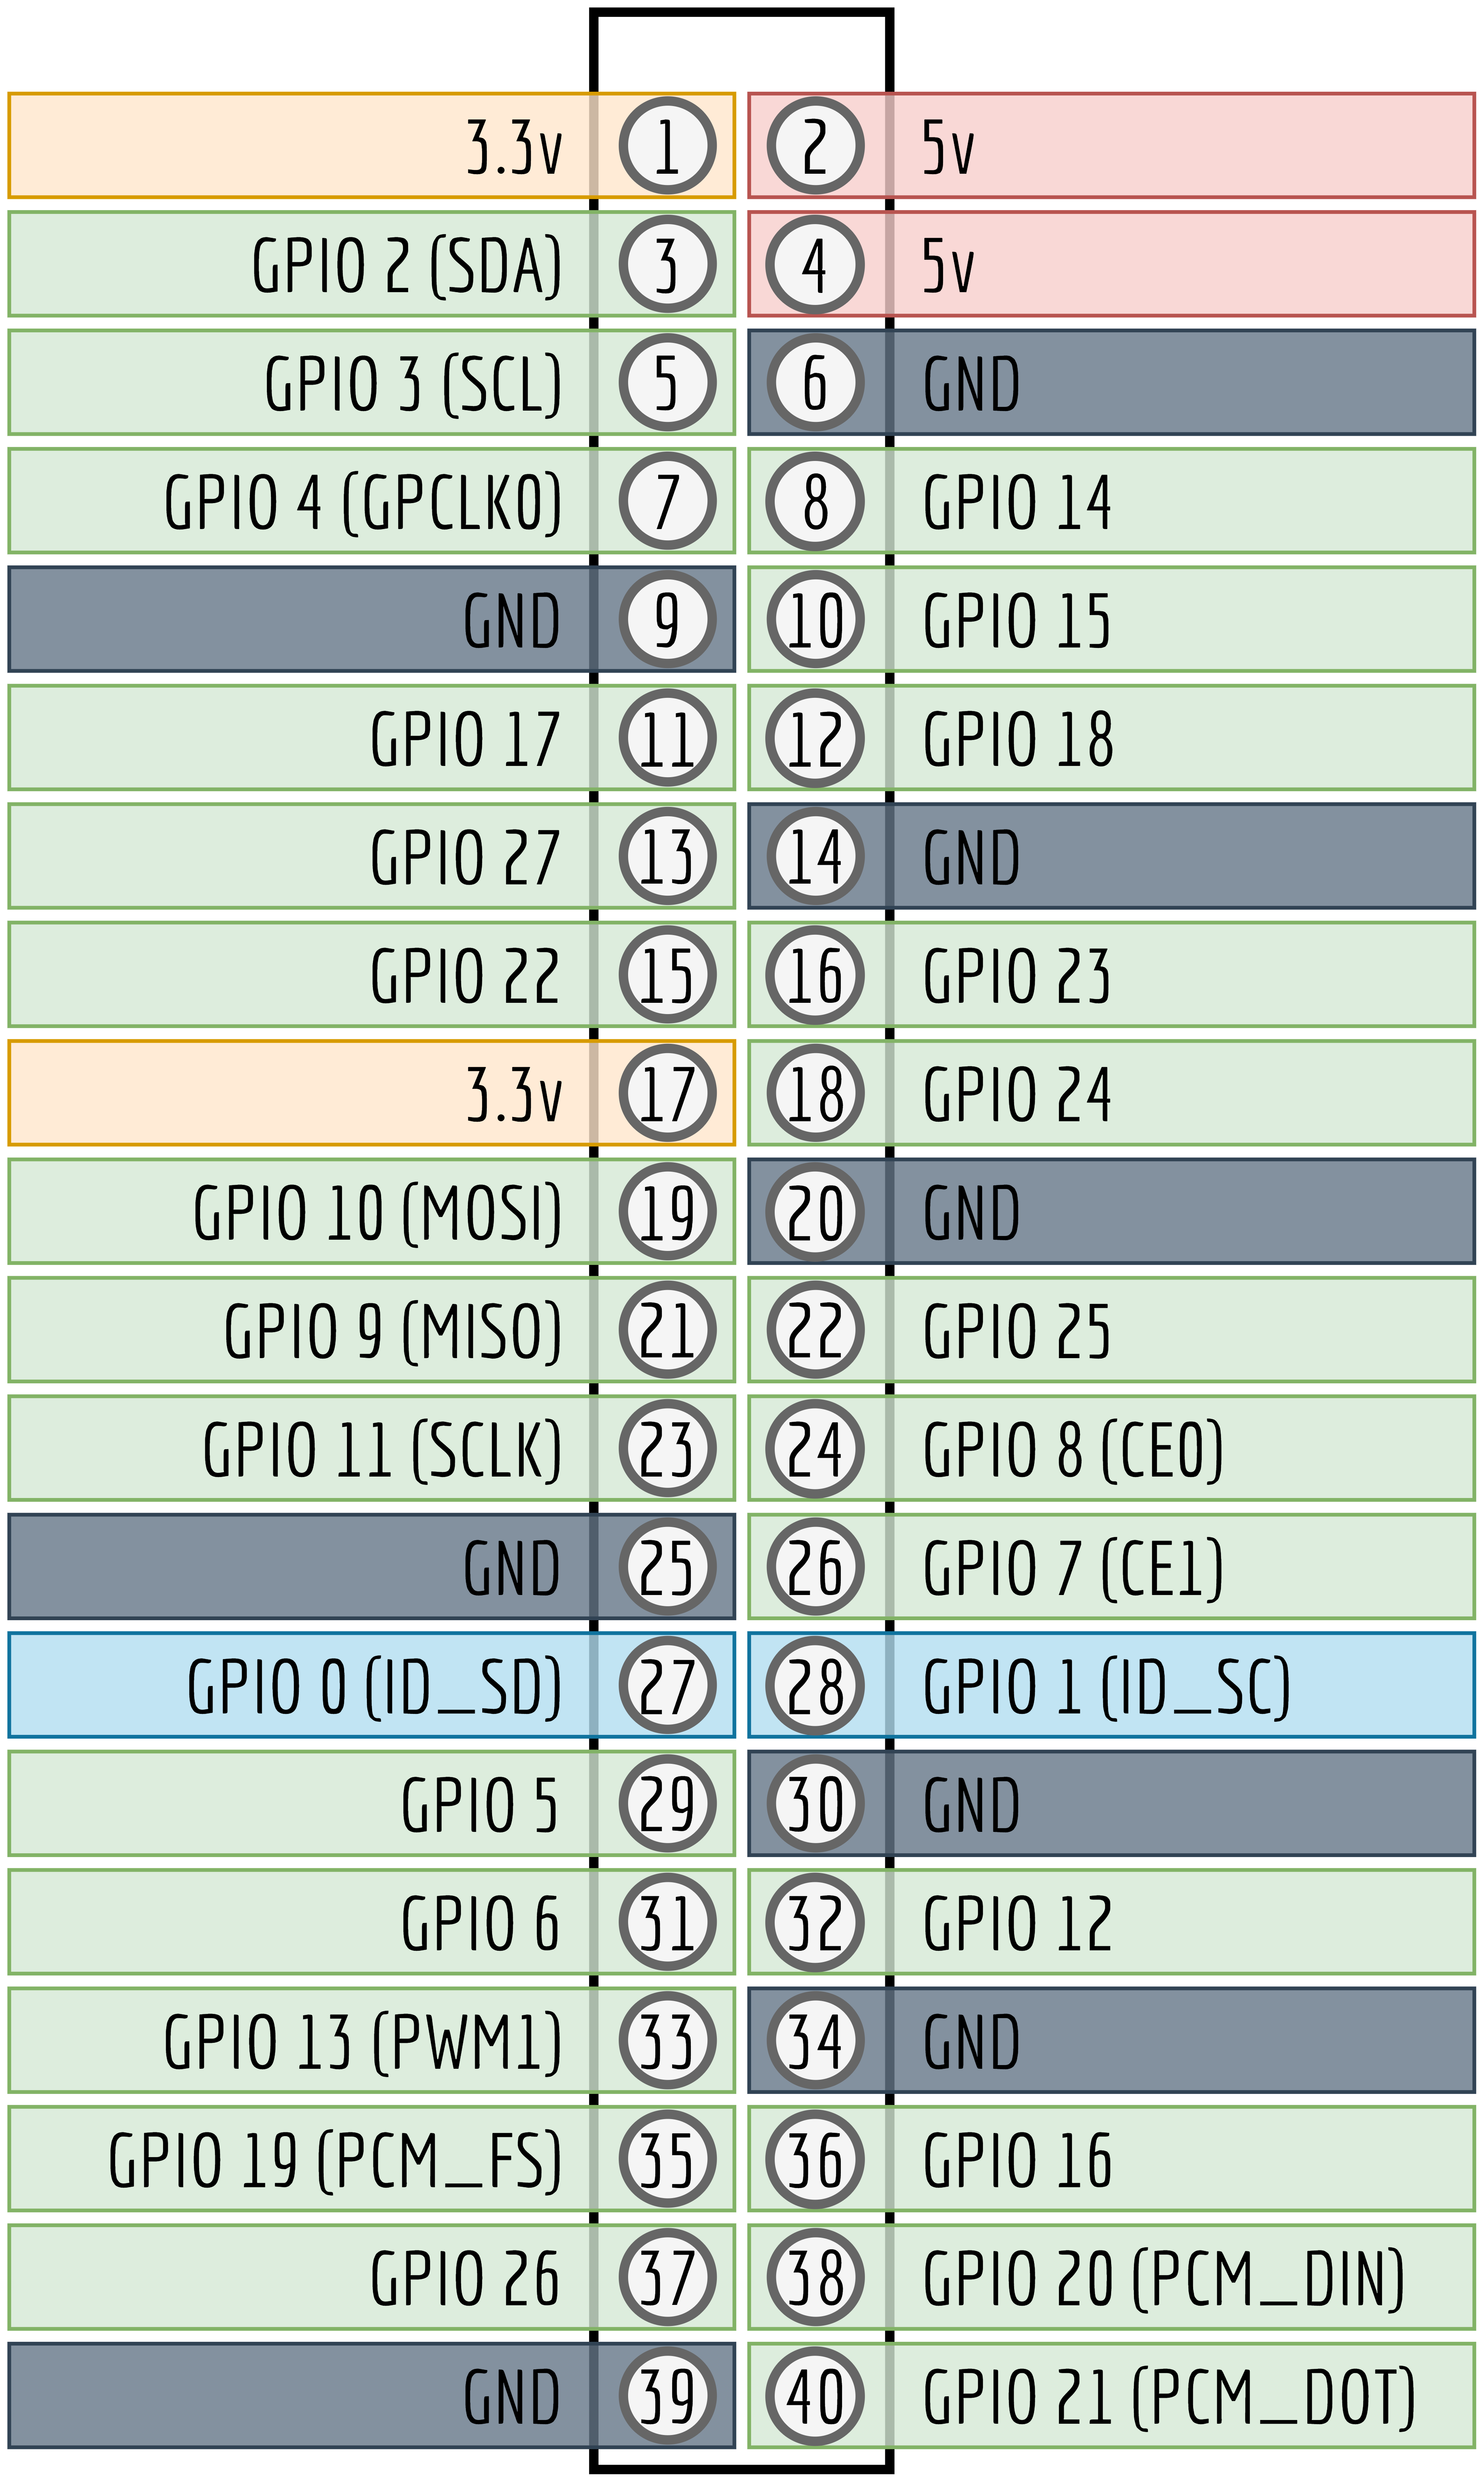 3.3v 1 2 5v
GPIO 2 (SDA) 3 4 5v
GPIO 3 (SCL) 5 6 GND
GPIO 4 (GPCLK0) 7 8 GPIO 14
GND 9 10 GPIO 15
GPIO 17 11 12 GPIO 18
GPIO 27 13 14 GND
GPIO 22 15 16 GPIO 23
3.3v 17 18 GPIO 24
GPIO 10 (MOSI) 19 20 GND
GPIO 9 (MISO) 21 22 GPIO 25
GPIO 11 (SCLK) 23 24 GPIO 8 (CE0)
GND 25 26 GPIO 7 (CE1)
GPIO 0 (ID_SD) 27 28 GPIO 1 (ID_SC)
GPIO 5 29 30 GND
GPIO 6 31 32 GPIO 12
GPIO 13 (PWM1) 33 34 GND
GPIO 19 (PCM_FS) 35 36 GPIO 16
GPIO 26 37 38 GPIO 20 (PCM_DIN)
GND 39 40 GPIO 21 (PCM_DOT)